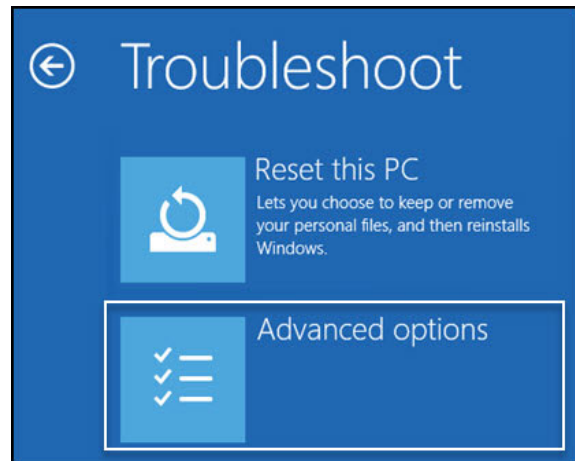 Troubleshoot
Reset this PC
Lets you choose to keep or remove
your personal files, and then reinstalls
Windows.
Advanced options